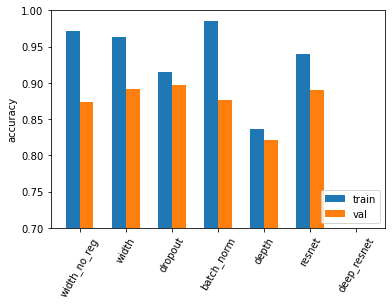 1.00
0.95
0.90
0.85
0.80
0.75
0.70
accuracy
train
val
width_no_reg
width
dropout
batch_norm
depth
resnet
deep_resnet